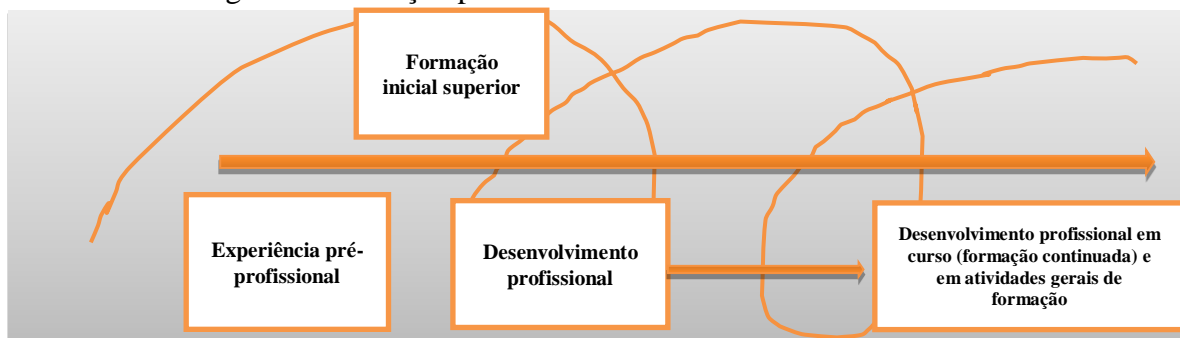 Formação
inicial superior
Experiência pré-
profissional
Desenvolvimento
profissional
Desenvolvimento profissional em
curso (formação continuada) e
em atividades gerais de
formação